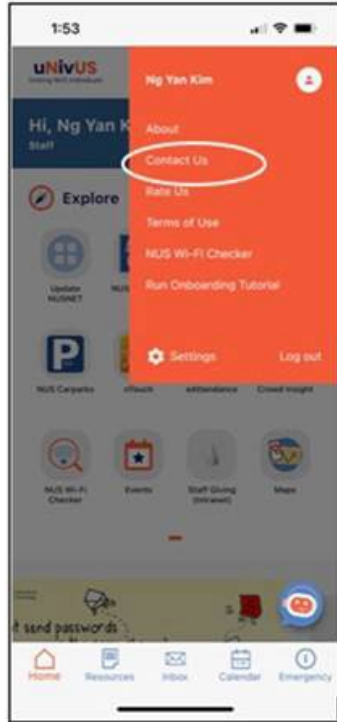 1:53
uNivUS
Ng Yan Kim
Hi, Ng Yan K
Staff
About
Contact Us
Explore
Rate Us
Terms of Use
NUS Wi-Fi Checker
Run Onboarding Tutorial
Update
NUSNET
Settings
Log out
NUS Carparks
uTouch
eAttendance
Crowd Insight
NUS Wi-Fi
Checker
Events
Staff Giving
(Intranet)
Maps
t send passwords
Home
Resources
Inbox
Calendar
Emergency